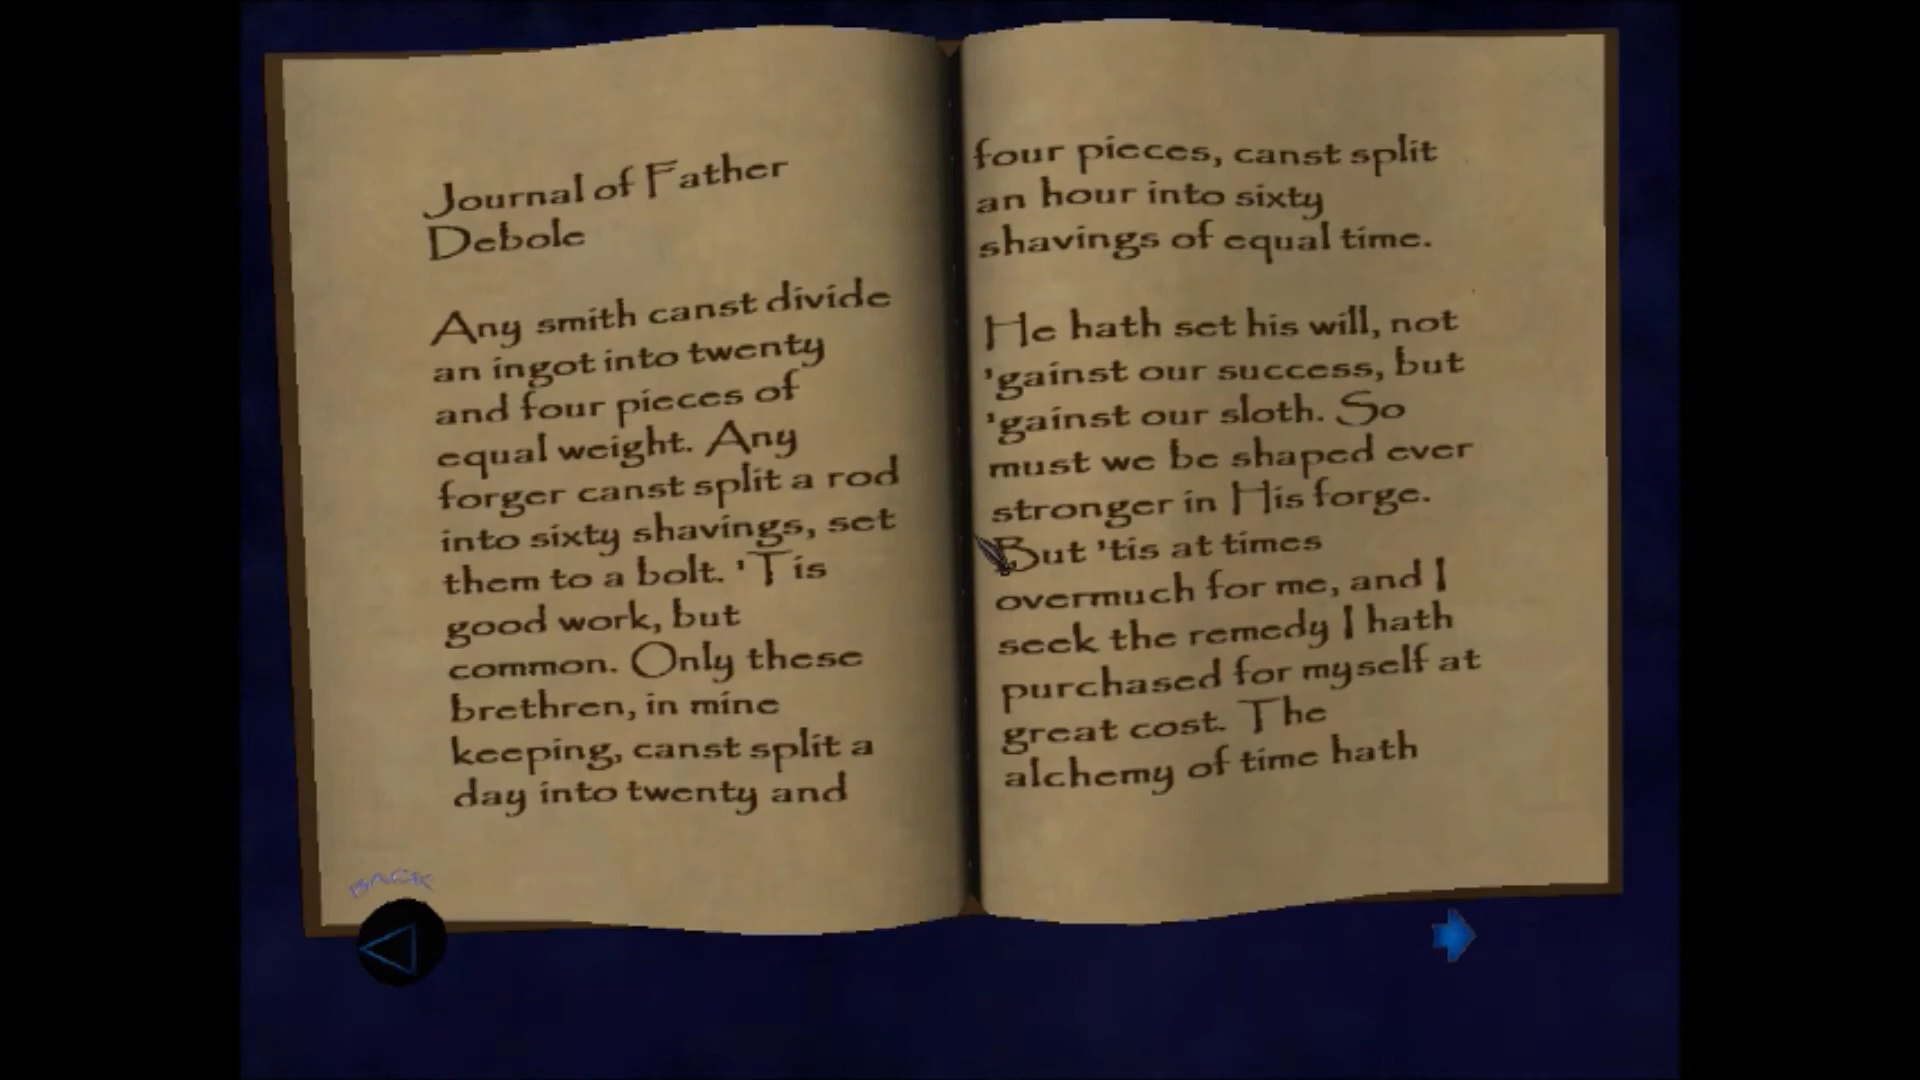 Journal of Father
Debole
Any smith canst divide
an ingot into twenty
and four pieces of
equal weight. Any
forger canst split a rod
into sixty shavings, set
them to a bolt. 'Tis
good work, but
common. Only these
brethren, in mine
keeping, canst split a
day into twenty and
four pieces, canst split
an hour into sixty
shavings of equal time.
He hath set his will, not
'gainst our success, but
'gainst our sloth. So
must we be shaped ever
stronger in His forge.
But 'tis at times
overmuch for me, and I
seek the remedy I hath
purchased for myself at
great cost. The
alchemy of time hath
BACK